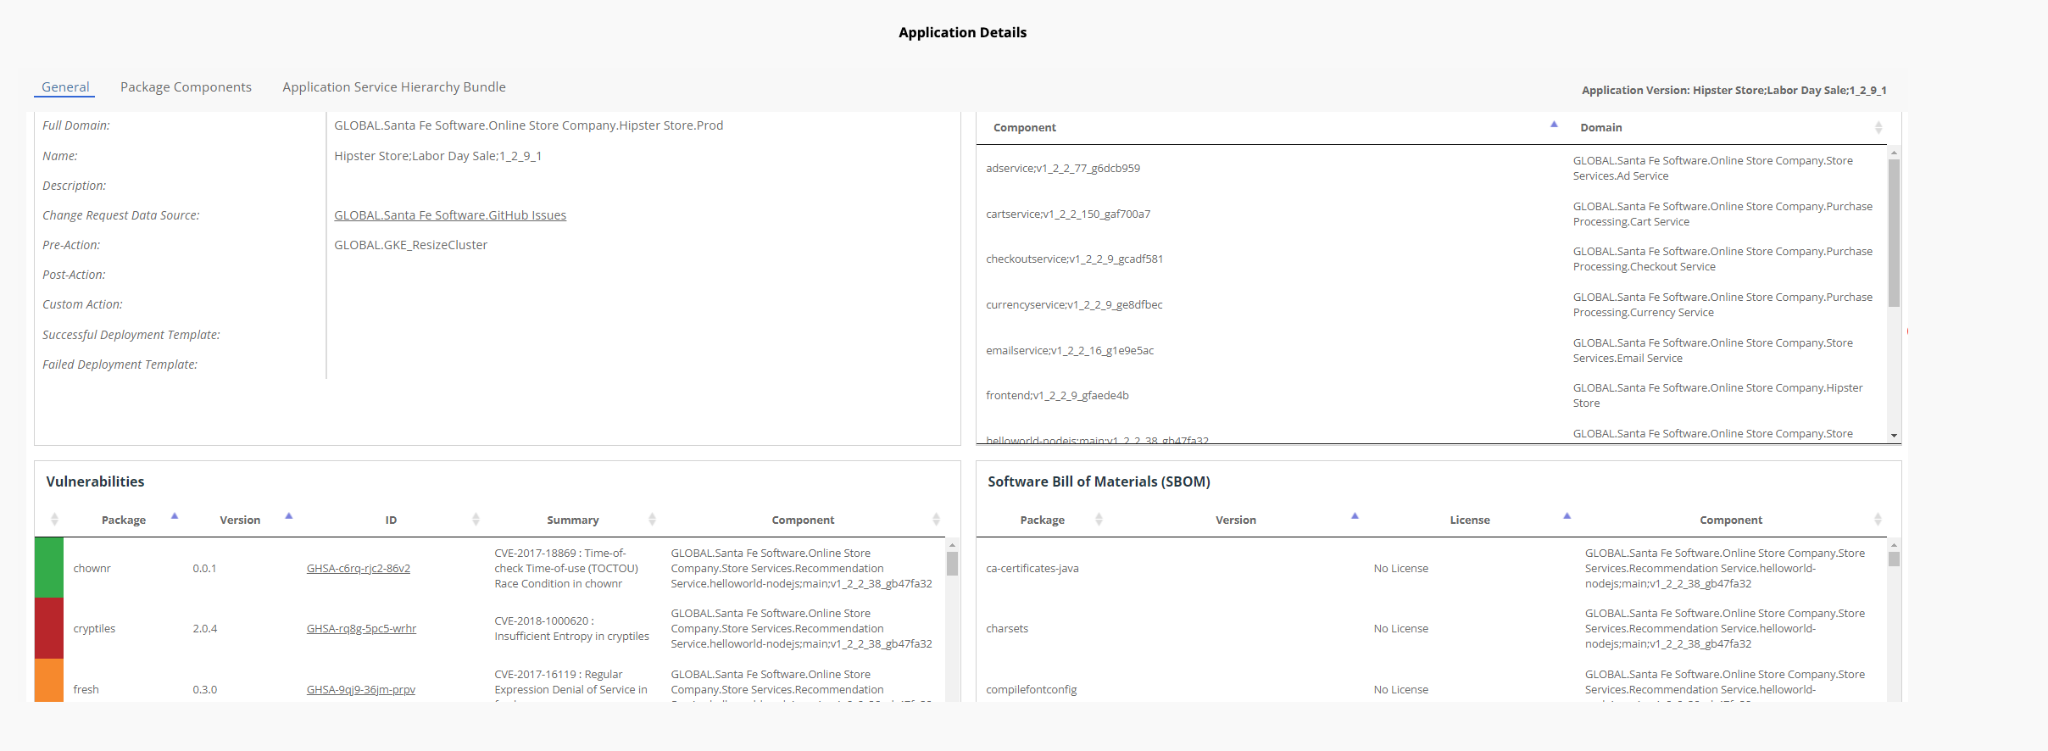 Application Details
General
Package Components
Application Service Hierarchy Bundle
Application Version: Hipster Store;Labor Day Sale;1_2_9_1
Full Domain:
GLOBAL.Santa Fe Software.Online Store Company.Hipster Store.Prod
Name:
Hipster Store;Labor Day Sale;1_2_9_1
Description:
Change Request Data Source:
GLOBAL.Santa Fe Software.GitHub Issues
Pre-Action:
GLOBAL.GKE_ResizeCluster
Post-Action:
Custom Action:
Successful Deployment Template:
Failed Deployment Template:
Component
Domain
adservice;v1_2_2_77_g6dcb959
GLOBAL.Santa Fe Software.Online Store Company.Store
Services.Ad Service
cartservice;v1_2_2_150_gaf700a7
GLOBAL.Santa Fe Software.Online Store Company.Purchase
Processing.Cart Service
checkoutservice;v1_2_2_9_gcadf581
GLOBAL.Santa Fe Software.Online Store Company.Purchase
Processing.Checkout Service
currencyservice;v1_2_2_9_ge8dfbec
GLOBAL.Santa Fe Software.Online Store Company.Purchase
Processing.Currency Service
emailservice;v1_2_2_16_g1e9e5ac
GLOBAL.Santa Fe Software.Online Store Company.Store
Services.Email Service
frontend;v1_2_2_9_gfaede4b
GLOBAL.Santa Fe Software.Online Store Company.Hipster
Store
helloworld-nodejs;main;v1_2_2_38_gb47fa32
GLOBAL.Santa Fe Software.Online Store Company.Store
Vulnerabilities
Package
Version
ID
Summary
Component
chownr
0.0.1
GHSA-c6rq-rjc2-86v2
CVE-2017-18869 : Time-of-
check Time-of-use (TOCTOU)
Race Condition in chownr
GLOBAL.Santa Fe Software.Online Store
Company.Store Services.Recommendation
Service.helloworld-nodejs;main;v1_2_2_38_gb47fa32
cryptiles
2.0.4
GHSA-rq8g-5pc5-wrhr
CVE-2018-1000620 :
Insufficient Entropy in cryptiles
GLOBAL.Santa Fe Software.Online Store
Company.Store Services.Recommendation
Service.helloworld-nodejs;main;v1_2_2_38_gb47fa32
fresh
0.3.0
GHSA-9qj9-36jm-prpv
CVE-2017-16119 : Regular
Expression Denial of Service in
GLOBAL.Santa Fe Software.Online Store
Company.Store Services.Recommendation
Software Bill of Materials (SBOM)
Package
Version
License
Component
ca-certificates-java
No License
GLOBAL.Santa Fe Software.Online Store Company.Store
Services.Recommendation Service.helloworld-
nodejs;main;v1_2_2_38_gb47fa32
charsets
No License
GLOBAL.Santa Fe Software.Online Store Company.Store
Services.Recommendation Service.helloworld-
nodejs;main;v1_2_2_38_gb47fa32
compilefontconfig
No License
GLOBAL.Santa Fe Software.Online Store Company.Store
Services.Recommendation Service.helloworld-